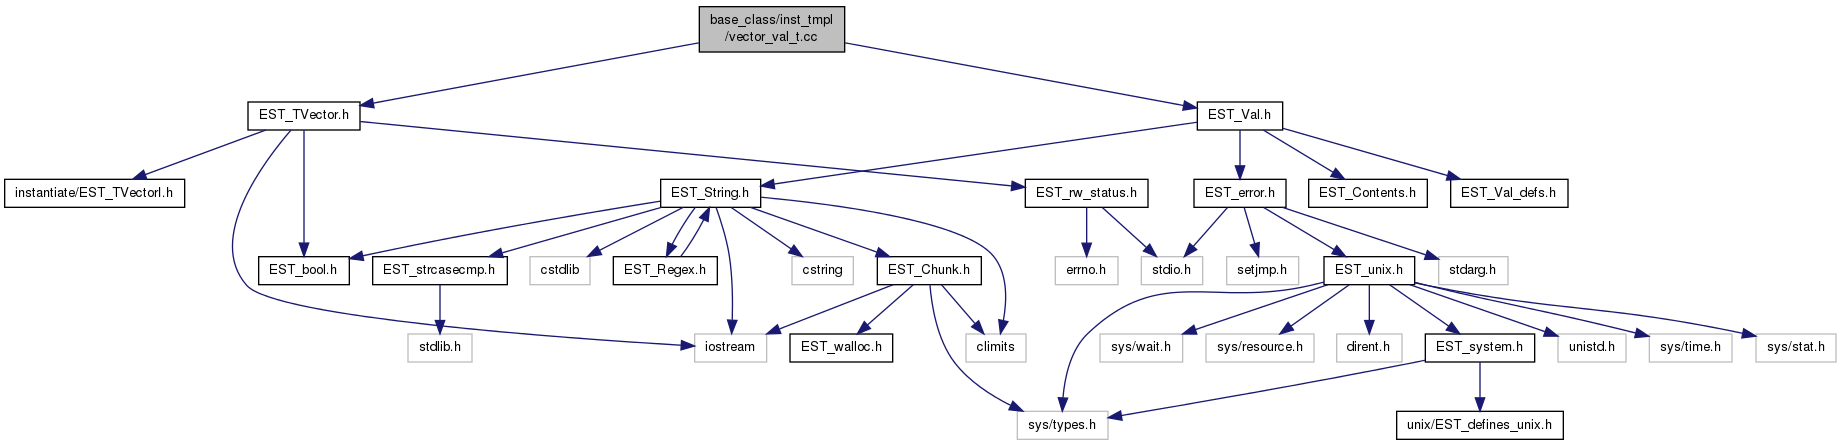 base_class/inst_tmpl
/vector_val_t.cc
EST_TVector.h
EST_Val.h
instantiate/EST_TVectorI.h
EST_String.h
EST_rw_status.h
EST_error.h
EST_Contents.h
EST_Val_defs.h
EST_bool.h
EST_strcasecmp.h
cstdlib
EST_Regex.h
cstring
EST_Chunk.h
errno.h
stdio.h
setjmp.h
EST_unix.h
stdarg.h
stdlib.h
iostream
EST_walloc.h
climits
sys/wait.h
sys/resource.h
dirent.h
EST_system.h
unistd.h
sys/time.h
sys/stat.h
sys/types.h
unix/EST_defines_unix.h